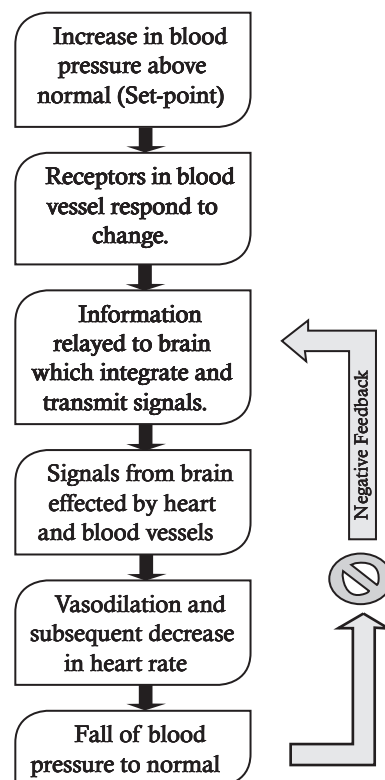 Increase in blood
pressure above
normal (Set-point)
Receptors in blood
vessel respond to
change.
Information
relayed to brain
which integrate and
transmit signals.
Signals from brain
effected by heart
and blood vessels
Vasodilation and
subsequent decrease
in heart rate
Fall of blood
pressure to normal
Negative Feedback